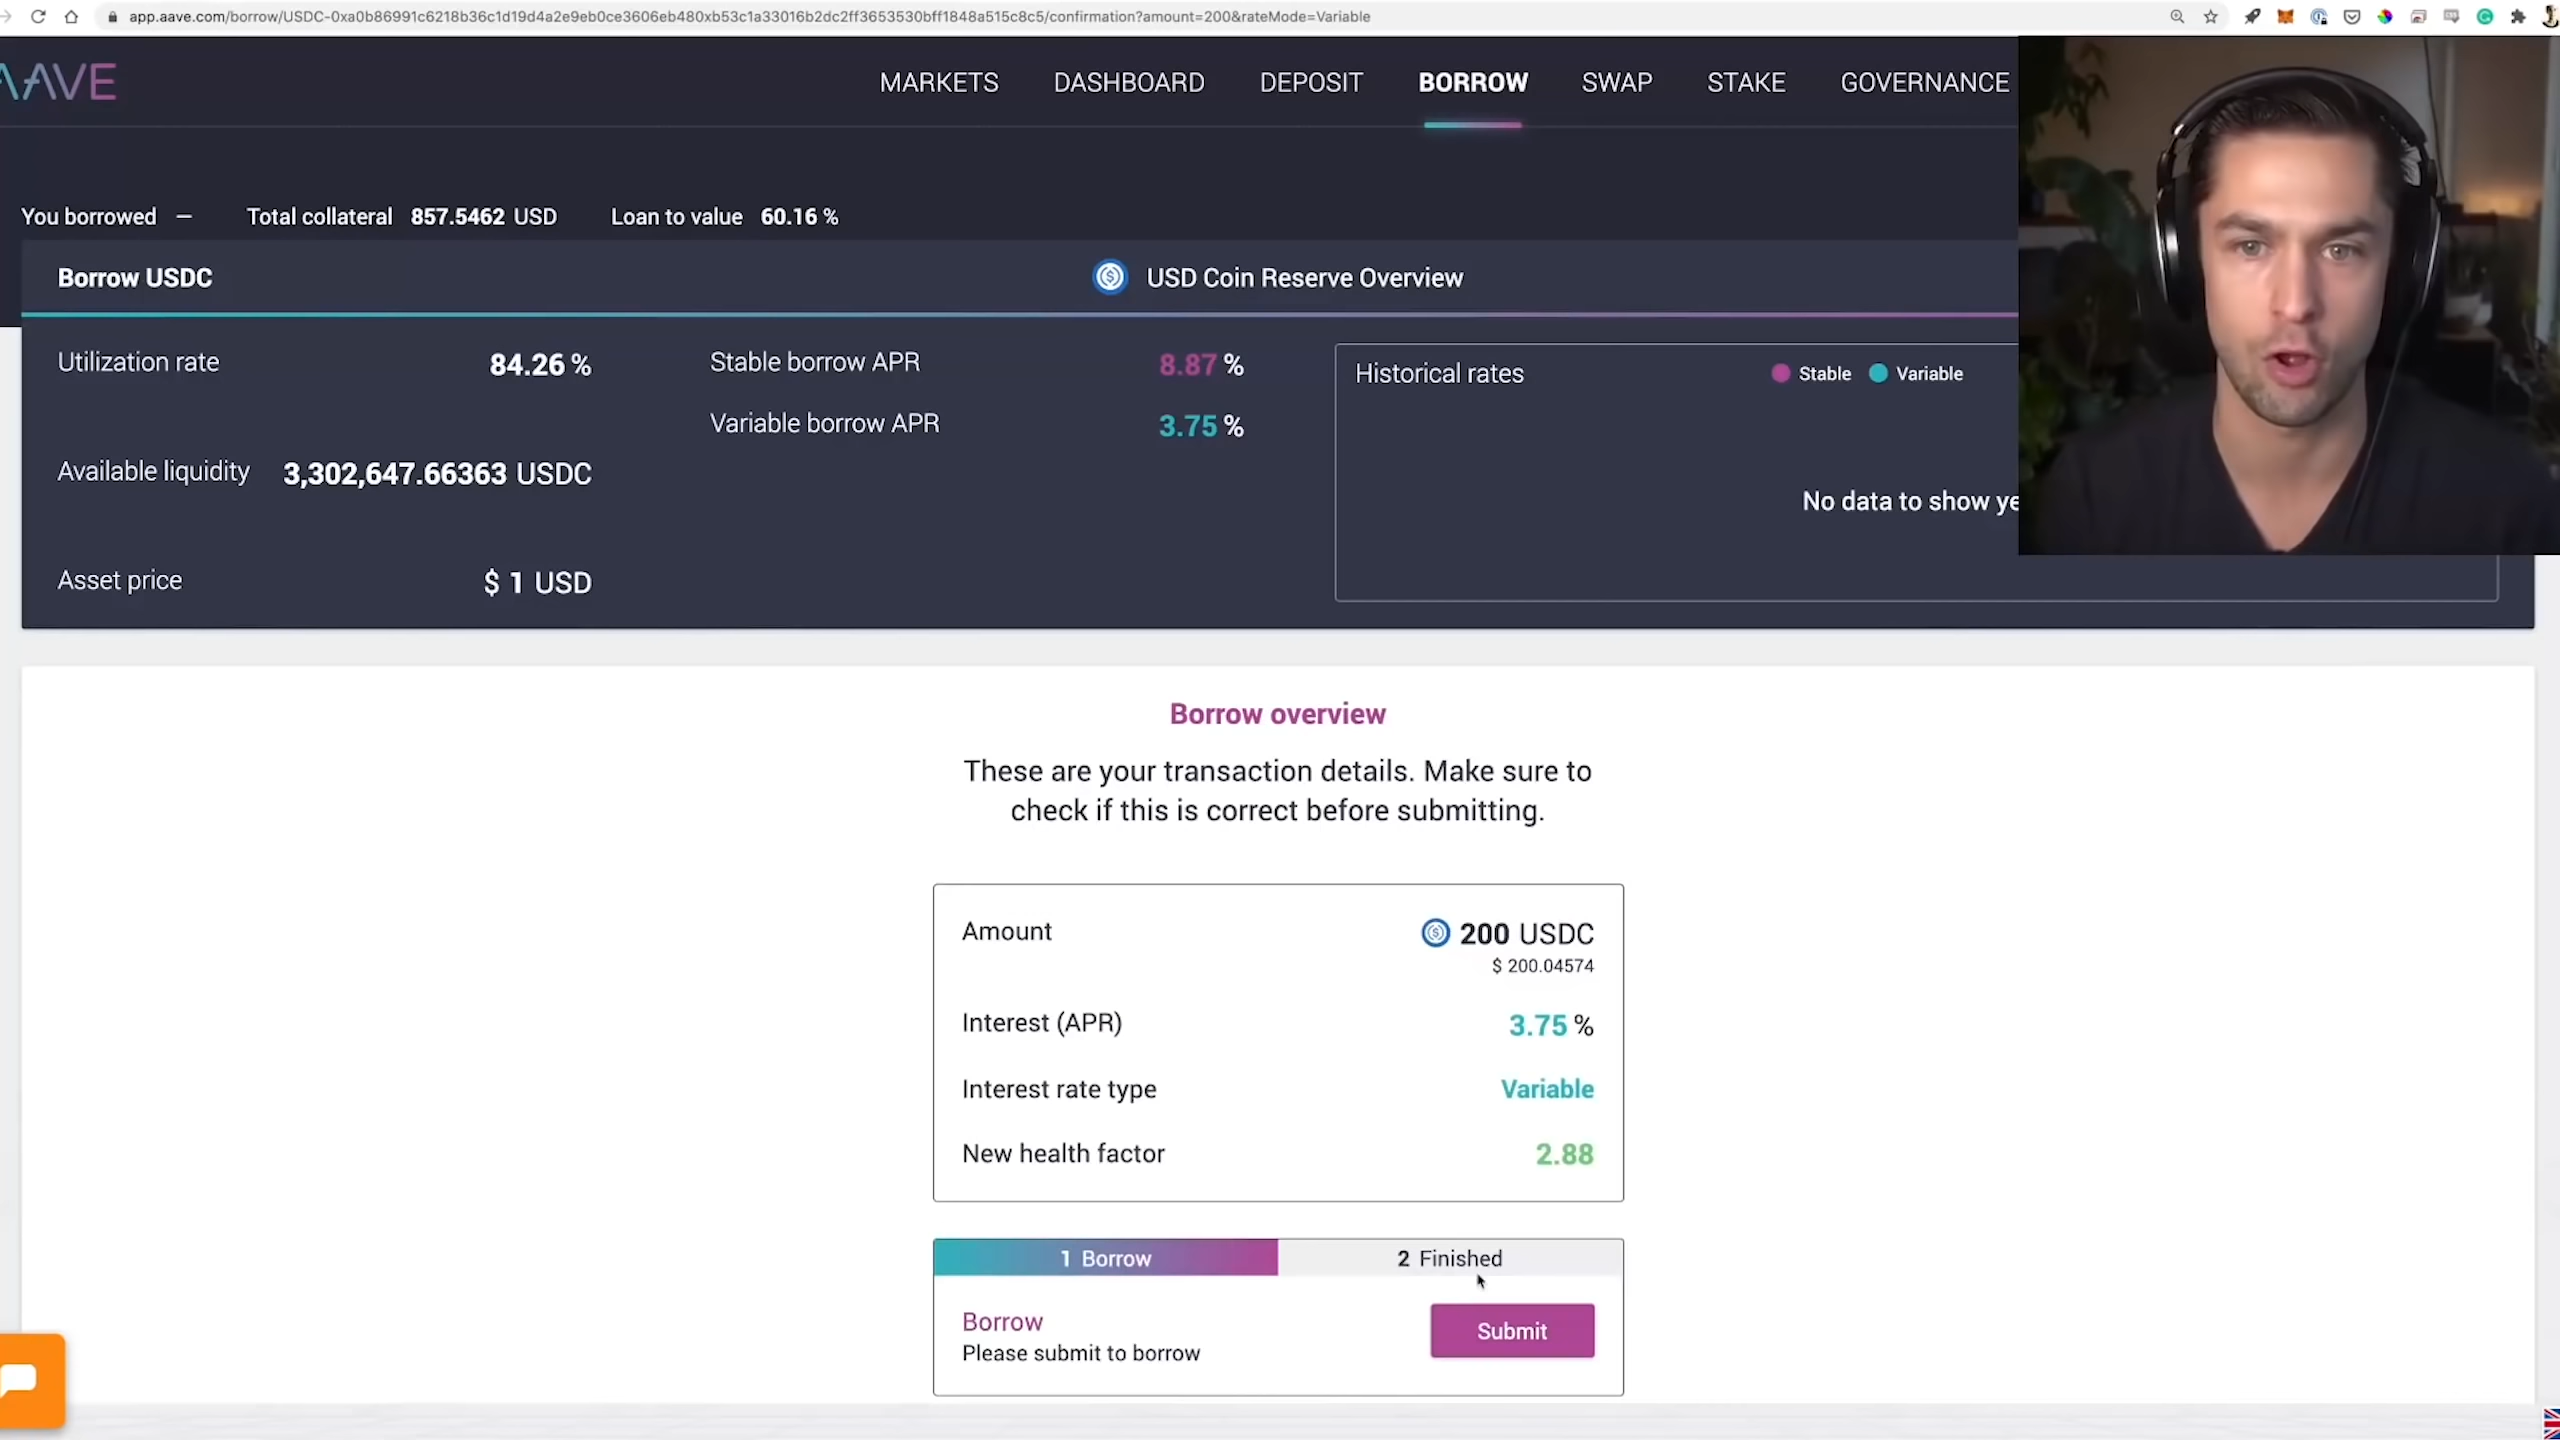 app.aave.com/borrow/USDC-0xa0b86991c6218b36c1d19d4a2e9eb0ce3606eb480xb53c1a33016b2dc2ff3653530bff1848a515c8c5/confirmation?amount=200&rateMode=Variable
AAVE
MARKETS DASHBOARD DEPOSIT BORROW SWAP STAKE GOVERNANCE
You borrowed – Total collateral 857.5462 USD Loan to value 60.16 %
Borrow USDC USD Coin Reserve Overview
Utilization rate 84.26 % Stable borrow APR 8.87 % Historical rates Stable Variable
Variable borrow APR 3.75 %
Available liquidity 3,302,647.66363 USDC
No data to show ye
Asset price $ 1 USD
Borrow overview
These are your transaction details. Make sure to
check if this is correct before submitting.
Amount 200 USDC
$ 200.04574
Interest (APR) 3.75 %
Interest rate type Variable
New health factor 2.88
1 Borrow 2 Finished
Borrow
Please submit to borrow
Submit